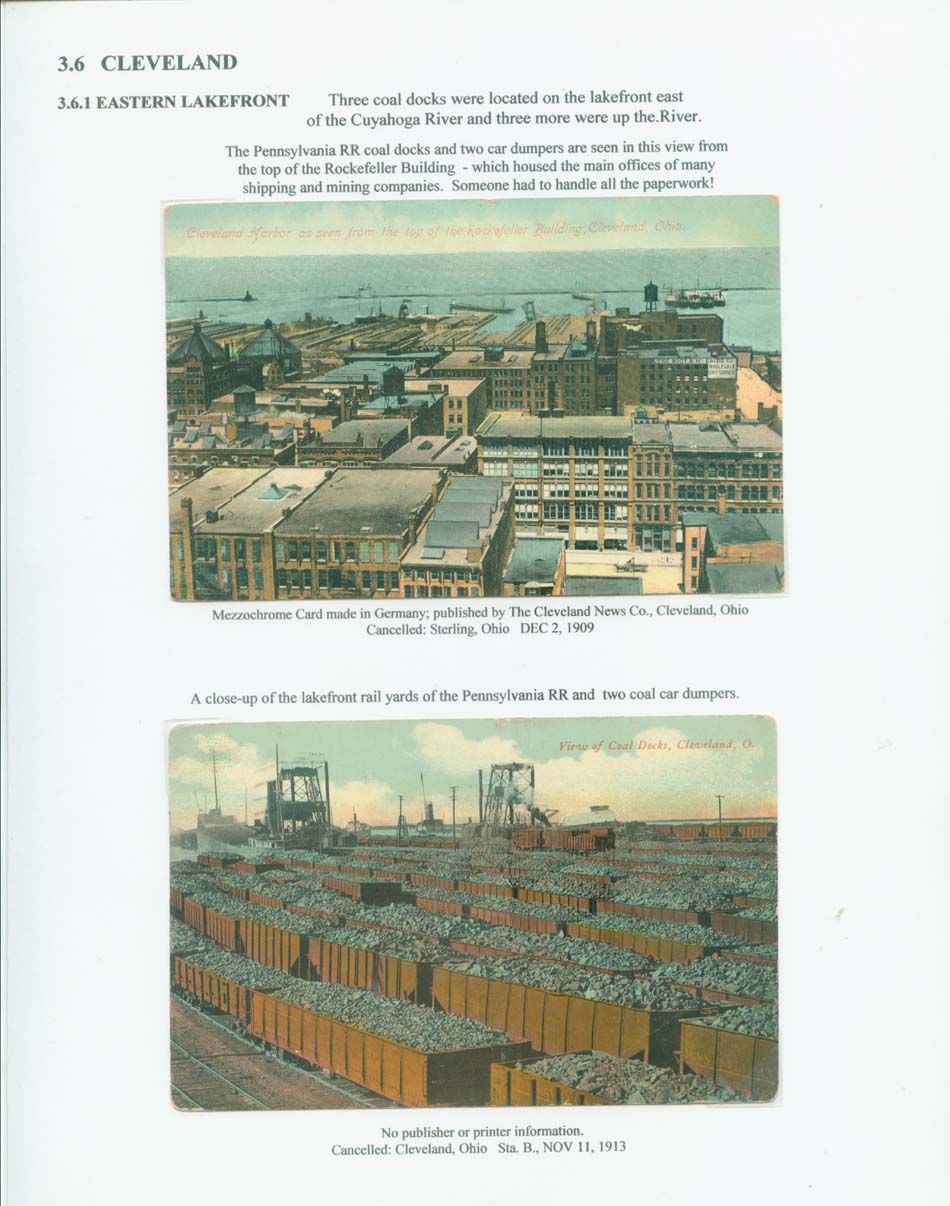 3.6 CLEVELAND
3.6.1 EASTERN LAKEFRONT Three coal docks were located on the lakefront east
of the Cuyahoga River and three more were up the.River.
The Pennsylvania RR coal docks and two car dumpers are seen in this view from
the top of the Rockefeller Building - which housed the main offices of many
shipping and mining companies. Someone had to handle all the paperwork!
Cleveland Harbor as seen from the top of the Rockefeller Building, Cleveland, Ohio.
THE ROOT &
WHOLESALE
DRY GOODS
Mezzochrome Card made in Germany; published by The Cleveland News Co., Cleveland, Ohio
Cancelled: Sterling, Ohio DEC 2, 1909
A close-up of the lakefront rail yards of the Pennsylvania RR and two coal car dumpers.
View of Coal Docks, Cleveland, O.
No publisher or printer information.
Cancelled: Cleveland, Ohio Sta. B., NOV 11, 1913